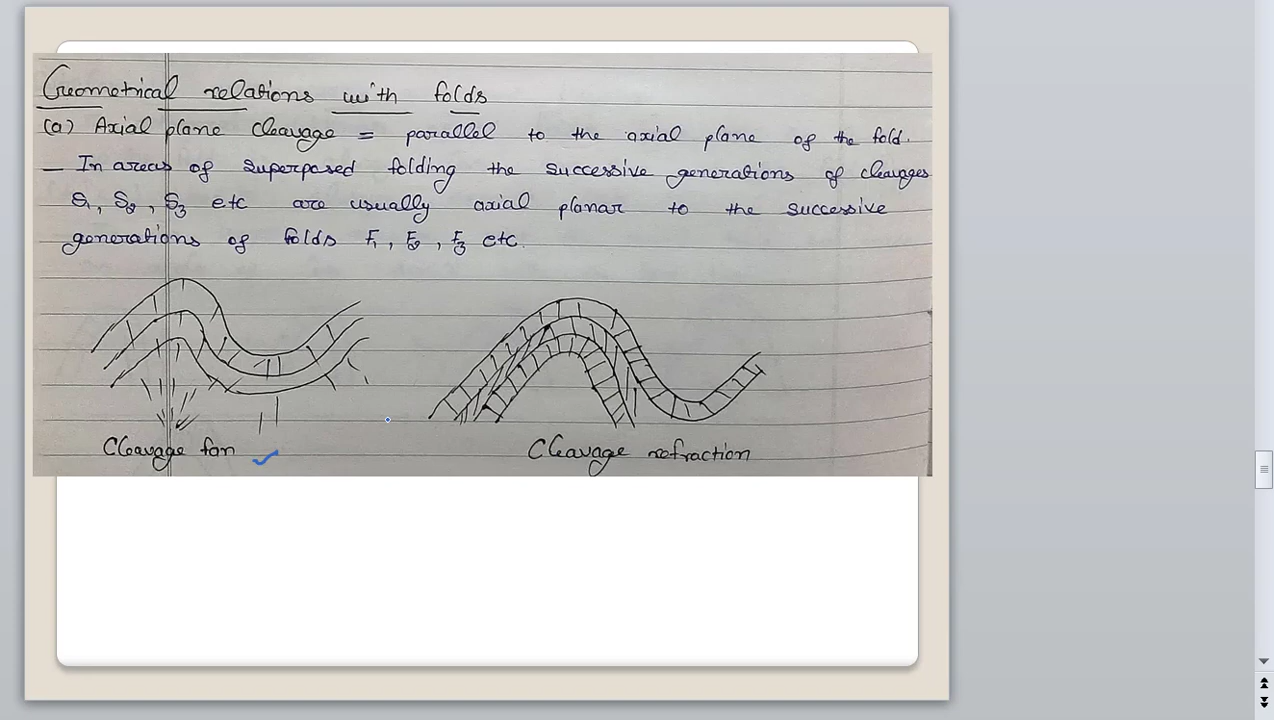 Geometrical relations with folds
(a) Axial plane cleavage = parallel to the axial plane of the fold.
— In areas of superposed folding the successive generations of cleavages
S₁, S₂, S₃ etc are usually axial planar to the successive
generations of folds F₁, F₂, F₃ etc.
Cleavage fan
Cleavage refraction